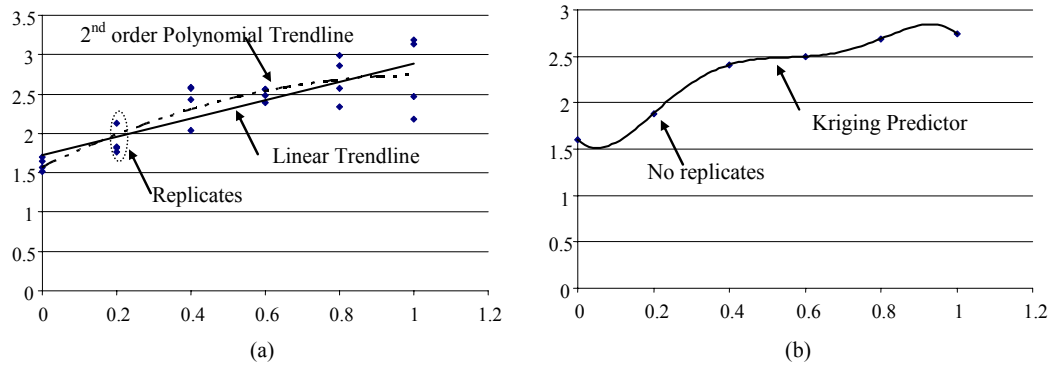 3.5
3
2.5
2
1.5
1
0.5
0
0 0.2 0.4 0.6 0.8 1 1.2
2nd order Polynomial Trendline
Linear Trendline
Replicates
(a)
3
2.5
2
1.5
1
0.5
0
0 0.2 0.4 0.6 0.8 1 1.2
Kriging Predictor
No replicates
(b)